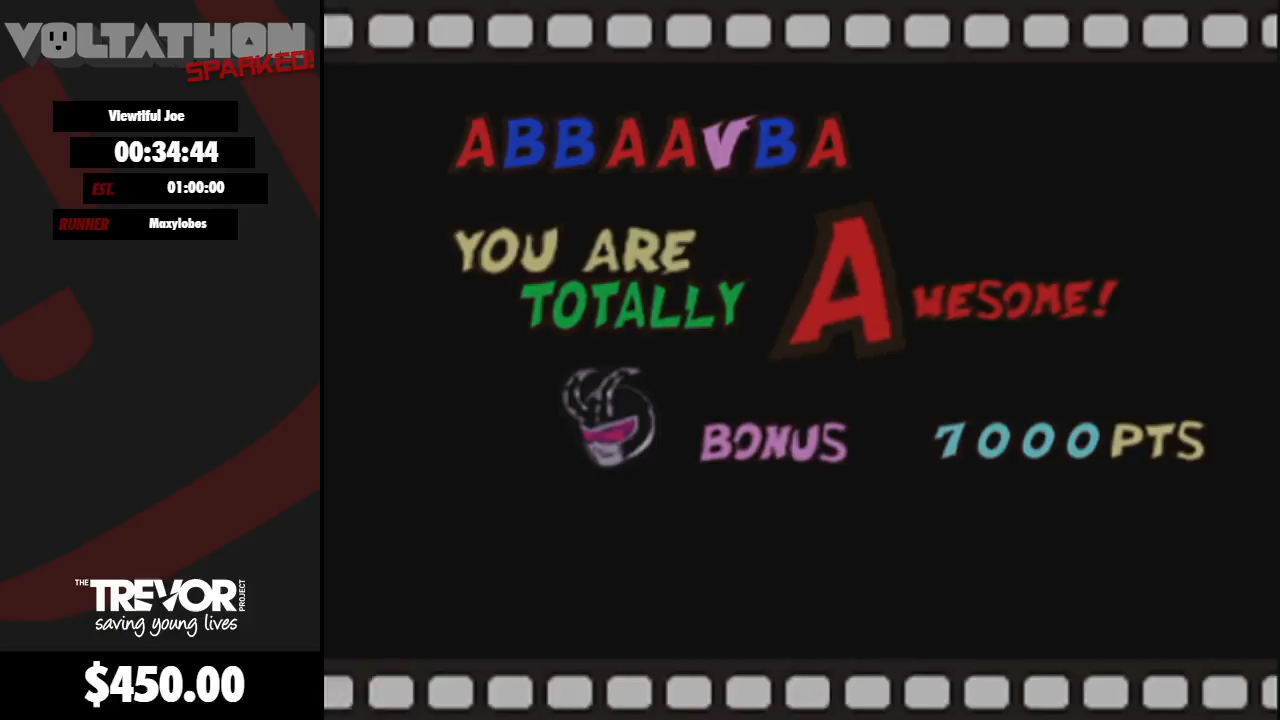 VOLTATHON
SPARKED!
Viewtiful Joe
00:34:44
EST. 01:00:00
RUNNER Maxylobes
THE TREVOR PROJECT
saving young lives
$450.00
ABBAAVBA
YOU ARE
TOTALLY AWESOME!
BONUS 7000PTS